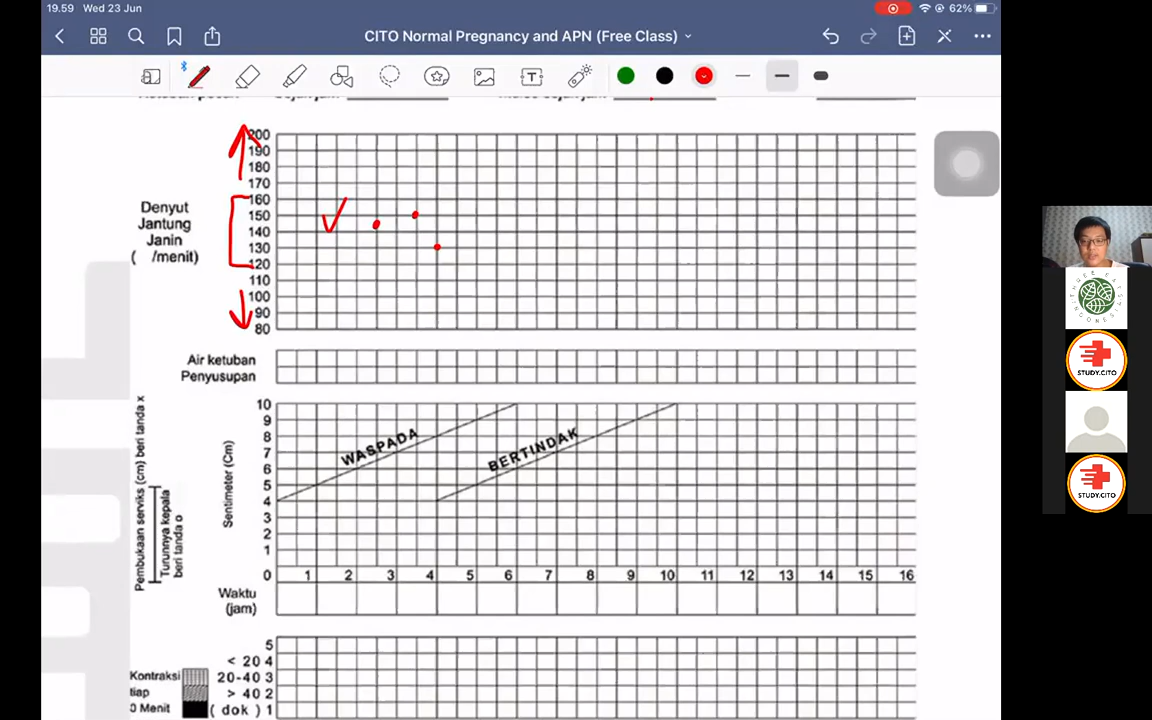 19.59 Wed 23 Jun
62%
CITO Normal Pregnancy and APN (Free Class)
T
200
190
180
170
160
150
140
130
120
110
100
90
80
Denyut
Jantung
Janin
( /menit)
Air ketuban
Penyusupan
10
9
8
7
6
5
4
3
2
1
0
WASPADA
BERTINDAK
Sentimeter (Cm)
Pembukaan serviks (cm) beri tanda x
Turunnya kepala
beri tanda o
1 2 3 4 5 6 7 8 9 10 11 12 13 14 15 16
Waktu
(jam)
5
< 20 4
Kontraksi 20-40 3
tiap > 40 2
0 Menit ( dok ) 1
STUDY.CITO
STUDY.CITO